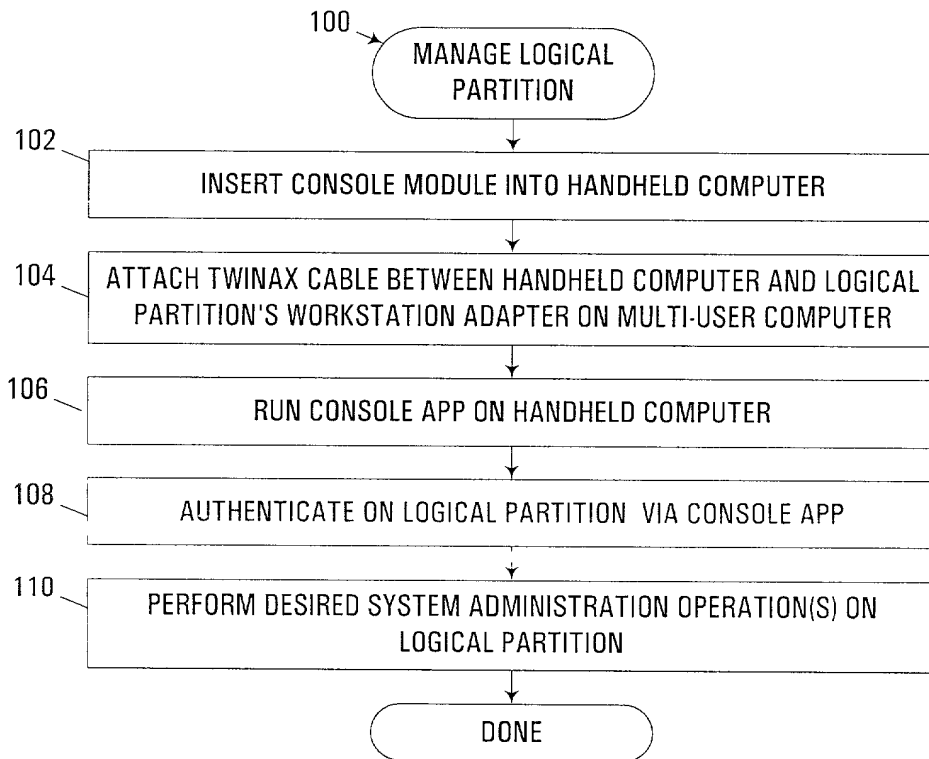 100
MANAGE LOGICAL
PARTITION
102
INSERT CONSOLE MODULE INTO HANDHELD COMPUTER
104
ATTACH TWINAX CABLE BETWEEN HANDHELD COMPUTER AND LOGICAL
PARTITION'S WORKSTATION ADAPTER ON MULTI-USER COMPUTER
106
RUN CONSOLE APP ON HANDHELD COMPUTER
108
AUTHENTICATE ON LOGICAL PARTITION VIA CONSOLE APP
110
PERFORM DESIRED SYSTEM ADMINISTRATION OPERATION(S) ON
LOGICAL PARTITION
DONE